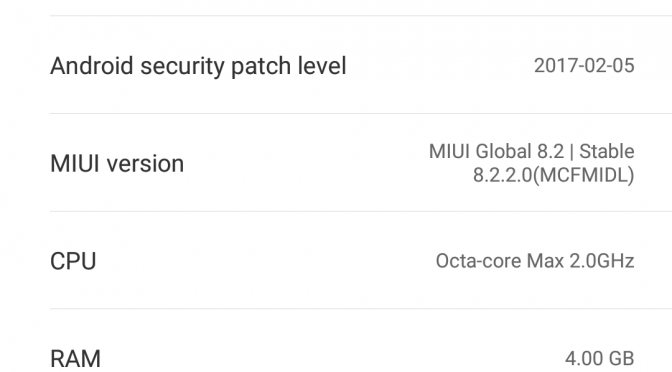 Android security patch level 2017-02-05
MIUI version MIUI Global 8.2 | Stable
8.2.2.0(MCFMIDL)
CPU Octa-core Max 2.0GHz
RAM 4.00 GB